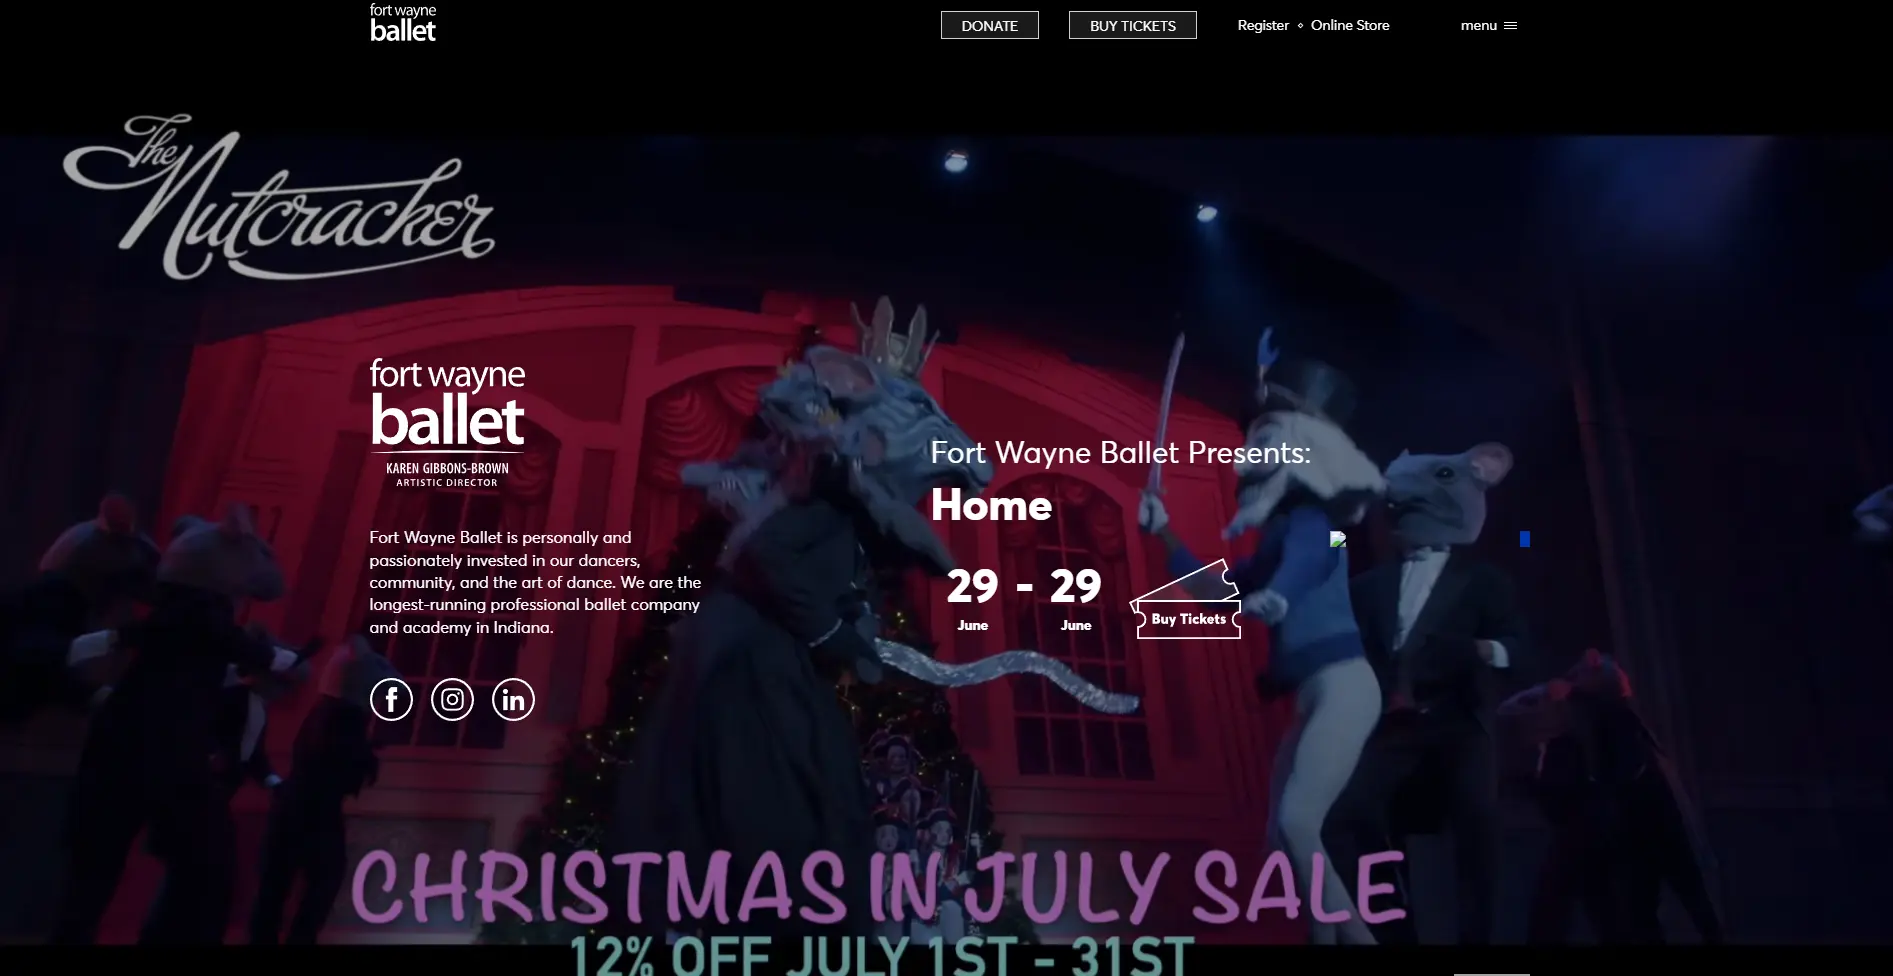 fort wayne
ballet
DONATE
BUY TICKETS
Register
Online Store
menu
The
Nutcracker
fort wayne
ballet
KAREN GIBBONS-BROWN
ARTISTIC DIRECTOR
Fort Wayne Ballet is personally and
passionately invested in our dancers,
community, and the art of dance. We are the
longest-running professional ballet company
and academy in Indiana.
Fort Wayne Ballet Presents:
Home
29 - 29
June June
Buy Tickets
CHRISTMAS IN JULY SALE
12% OFF JULY 1ST - 31ST